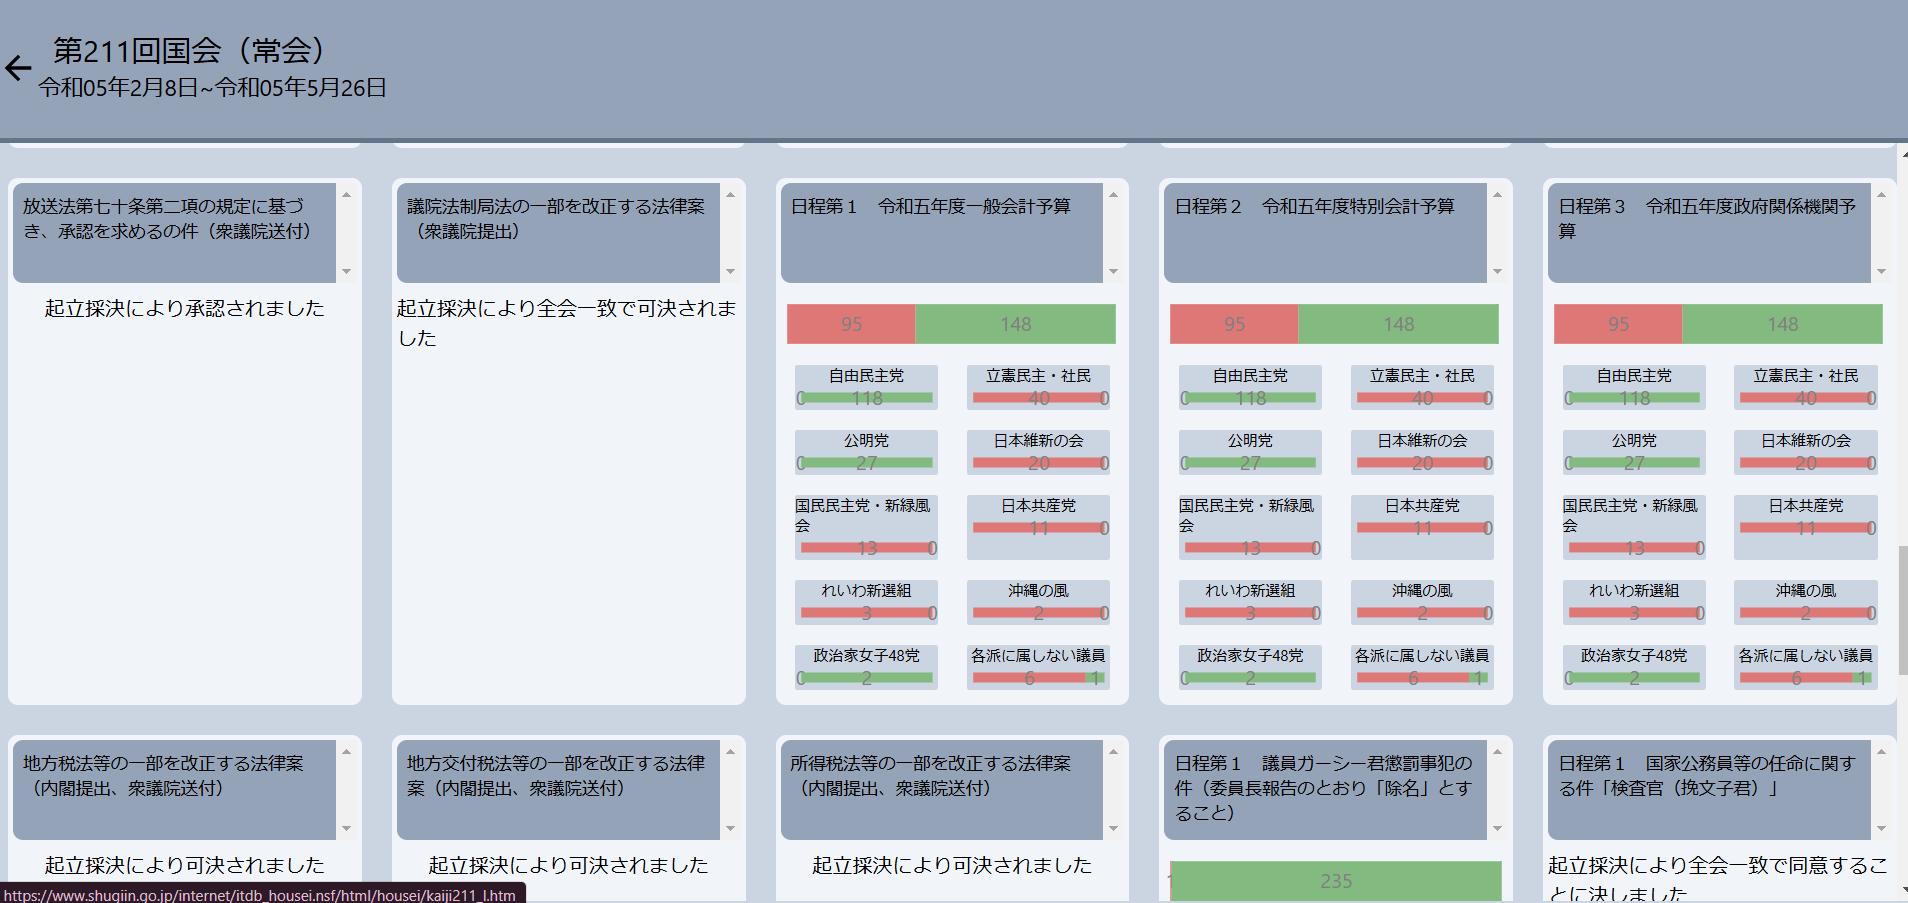 第211回国会（常会）
令和05年2月8日~令和05年5月26日
放送法第七十条第二項の規定に基づ
き、承認を求めるの件（衆議院送付）
起立採決により承認されました
議院法制局法の一部を改正する法律案
（衆議院提出）
起立採決により全会一致で可決されま
した
日程第１　令和五年度一般会計予算
95 148
自由民主党
0 118
立憲民主・社民
40 0
公明党
0 27
日本維新の会
20 0
国民民主党・新緑風
会
13 0
日本共産党
11 0
れいわ新選組
3 0
沖縄の風
2 0
政治家女子48党
0 2
各派に属しない議員
6 1
日程第２　令和五年度特別会計予算
95 148
自由民主党
0 118
立憲民主・社民
40 0
公明党
0 27
日本維新の会
20 0
国民民主党・新緑風
会
13 0
日本共産党
11 0
れいわ新選組
3 0
沖縄の風
2 0
政治家女子48党
0 2
各派に属しない議員
6 1
日程第３　令和五年度政府関係機関予
算
95 148
自由民主党
0 118
立憲民主・社民
40 0
公明党
0 27
日本維新の会
20 0
国民民主党・新緑風
会
13 0
日本共産党
11 0
れいわ新選組
3 0
沖縄の風
2 0
政治家女子48党
0 2
各派に属しない議員
6 1
地方税法等の一部を改正する法律案
（内閣提出、衆議院送付）
起立採決により可決されました
地方交付税法等の一部を改正する法律
案（内閣提出、衆議院送付）
起立採決により可決されました
所得税法等の一部を改正する法律案
（内閣提出、衆議院送付）
起立採決により可決されました
日程第１　議員ガーシー君懲罰事犯の
件（委員長報告のとおり「除名」とす
ること）
1 235
日程第１　国家公務員等の任命に関す
る件「検査官（挽文子君）」
起立採決により全会一致で同意するこ
とに決しました
https://www.shugiin.go.jp/internet/itdb_housei.nsf/html/housei/kaiji211_l.htm